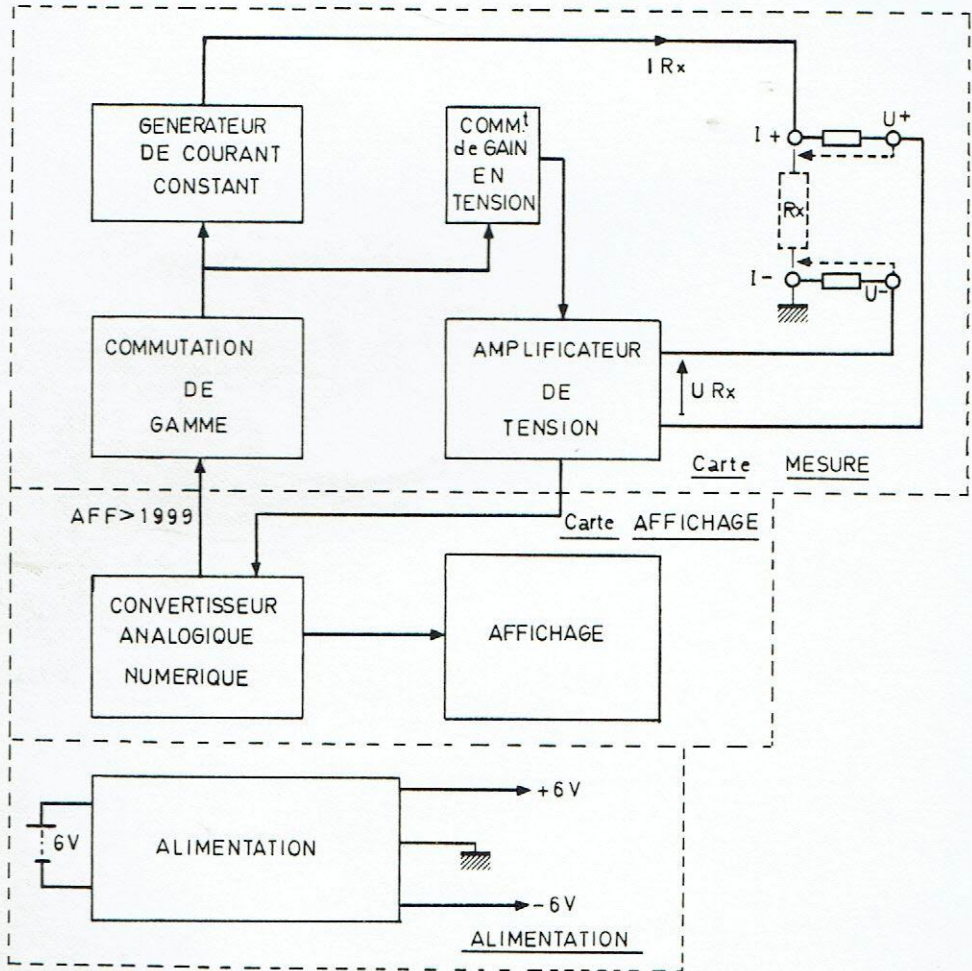 I Rx
GENERATEUR
DE COURANT
CONSTANT
COMM.t
de GAIN
EN
TENSION
I+
U+
Rx
I-
U-
COMMUTATION
DE
GAMME
AMPLIFICATEUR
DE
TENSION
U Rx
Carte MESURE
AFF>1999
Carte AFFICHAGE
CONVERTISSEUR
ANALOGIQUE
NUMERIQUE
AFFICHAGE
6V
ALIMENTATION
+6V
-6V
ALIMENTATION